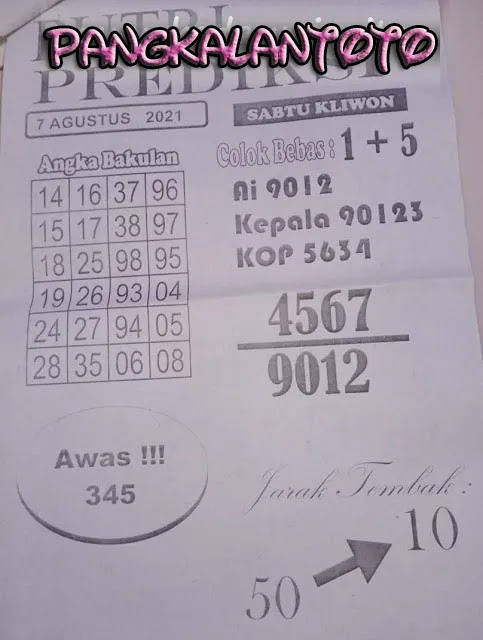 PANGKALANTOTO
PUTRI
PREDIKSI
7 AGUSTUS 2021
SABTU KLIWON
Angka Bakulan
14 16 37 96
15 17 38 97
18 25 98 95
19 26 93 04
24 27 94 05
28 35 06 08
Colok Bebas : 1 + 5
Ai 9012
Kepala 90123
KOP 5634
4567
9012
Awas !!!
345
Jarak Tembak :
10
50